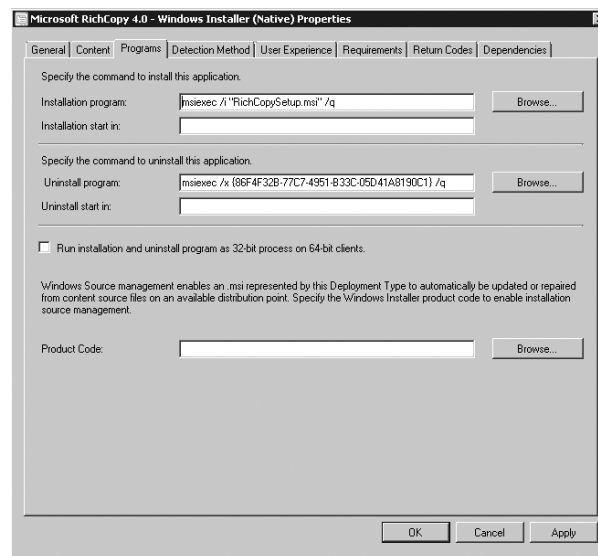 Microsoft RichCopy 4.0 - Windows Installer (Native) Properties
General Content Programs Detection Method User Experience Requirements Return Codes Dependencies
Specify the command to install this application.
Installation program: msiexec /i "RichCopySetup.msi" /q Browse...
Installation start in:
Specify the command to uninstall this application.
Uninstall program: msiexec /x {86F4F32B-77C7-4951-B33C-05D41A8190C1} /q
Uninstall start in:
Run installation and uninstall program as 32-bit process on 64-bit clients.
Windows Source management enables an .msi represented by this Deployment Type to automatically be updated or repaired
from content source files on an available distribution point. Specify the Windows Installer product code to enable installation
source management.
Product Code: Browse...
OK Cancel Apply